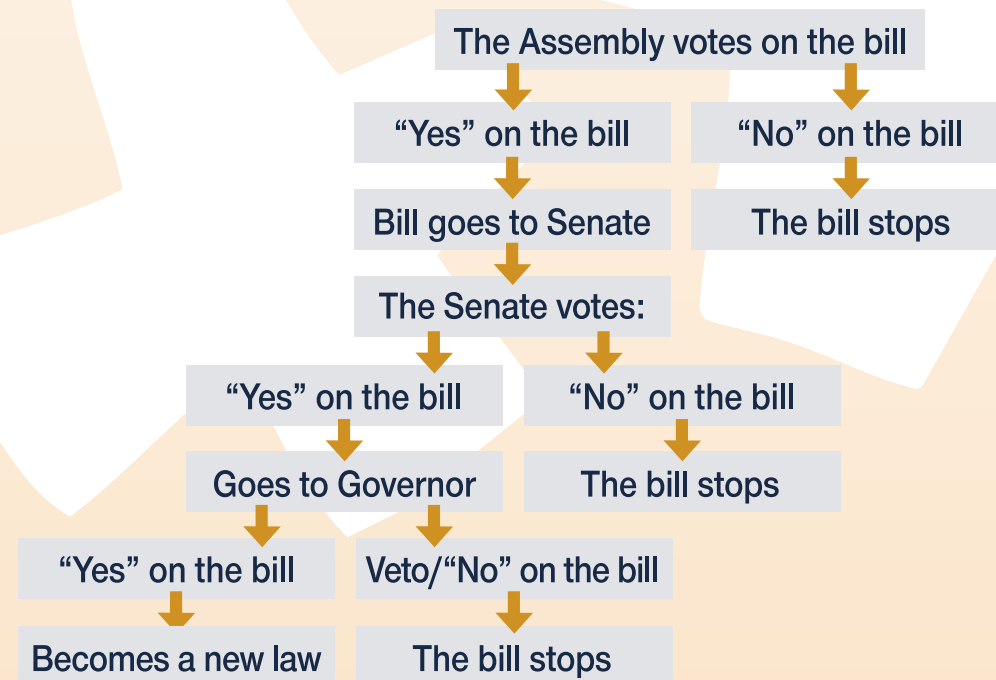 The Assembly votes on the bill
“Yes” on the bill
“No” on the bill
Bill goes to Senate
The bill stops
The Senate votes:
“Yes” on the bill
“No” on the bill
Goes to Governor
The bill stops
“Yes” on the bill
Veto/“No” on the bill
Becomes a new law
The bill stops